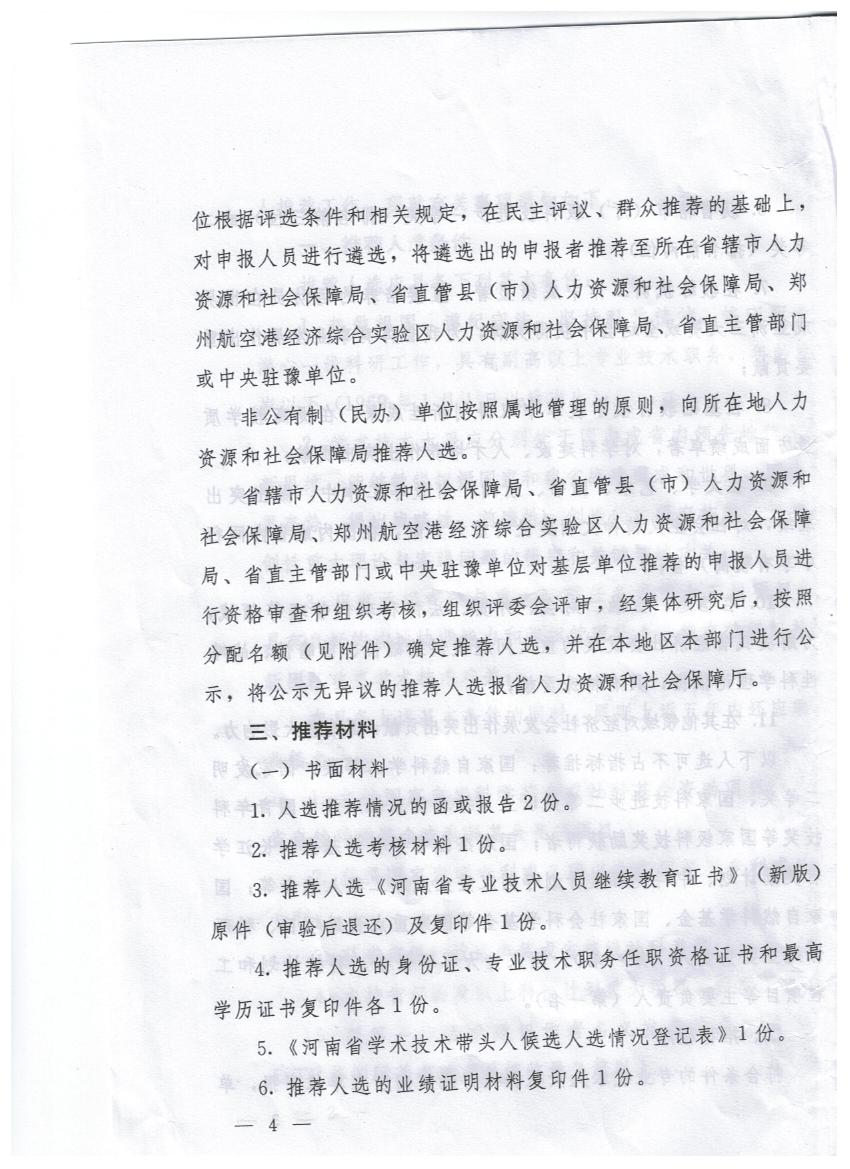 位根据评选条件和相关规定，在民主评议、群众推荐的基础上，
对申报人员进行遴选，将遴选出的申报者推荐至所在省辖市人力
资源和社会保障局、省直管县（市）人力资源和社会保障局、郑
州航空港经济综合实验区人力资源和社会保障局、省直主管部门
或中央驻豫单位。
非公有制（民办）单位按照属地管理的原则，向所在地人力
资源和社会保障局推荐人选。
省辖市人力资源和社会保障局、省直管县（市）人力资源和
社会保障局、郑州航空港经济综合实验区人力资源和社会保障
局、省直主管部门或中央驻豫单位对基层单位推荐的申报人员进
行资格审查和组织考核，组织评委会评审，经集体研究后，按照
分配名额（见附件）确定推荐人选，并在本地区本部门进行公
示，将公示无异议的推荐人选报省人力资源和社会保障厅。
三、推荐材料
（一）书面材料
1. 人选推荐情况的函或报告2份。
2. 推荐人选考核材料1份。
3. 推荐人选《河南省专业技术人员继续教育证书》（新版）
原件（审验后退还）及复印件1份。
4. 推荐人选的身份证、专业技术职务任职资格证书和最高
学历证书复印件各1份。
5.《河南省学术技术带头人候选人选情况登记表》1份。
6. 推荐人选的业绩证明材料复印件1份。
— 4 —